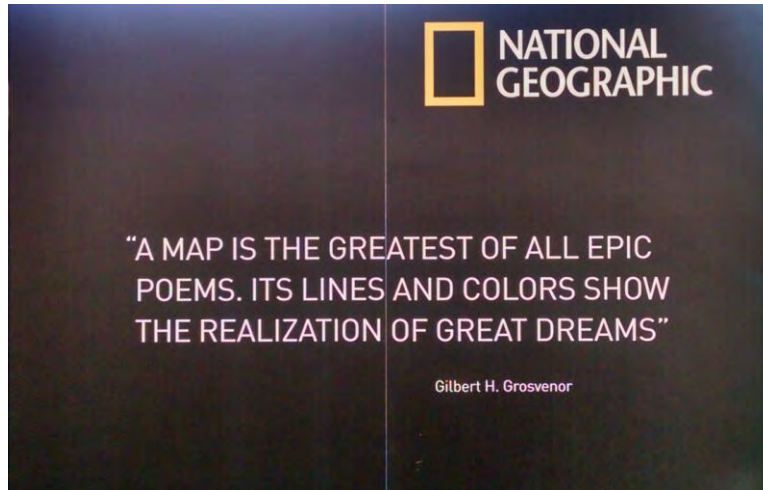 NATIONAL
GEOGRAPHIC
“A MAP IS THE GREATEST OF ALL EPIC
POEMS. ITS LINES AND COLORS SHOW
THE REALIZATION OF GREAT DREAMS”
Gilbert H. Grosvenor